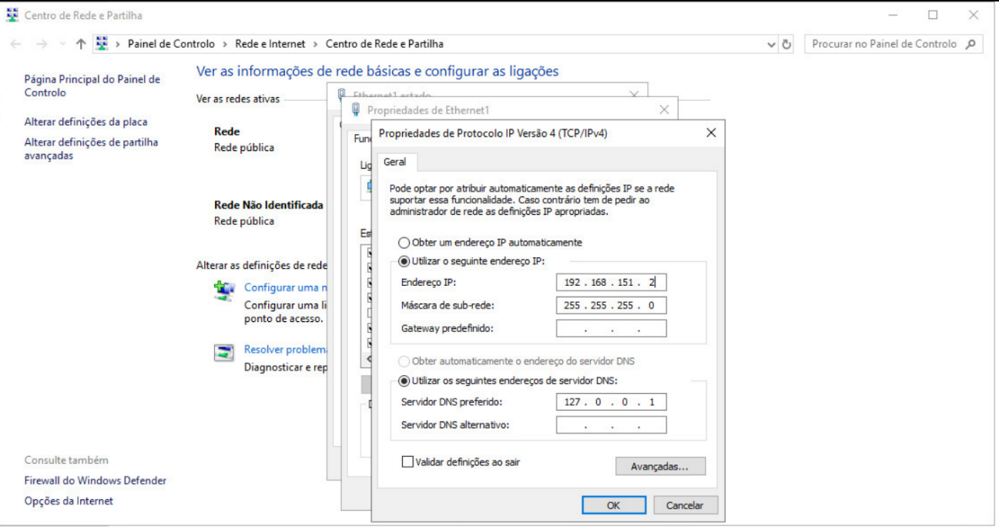 Centro de Rede e Partilha
Painel de Controlo > Rede e Internet > Centro de Rede e Partilha
Procurar no Painel de Controlo
Página Principal do Painel de
Controlo
Alterar definições da placa
Alterar definições de partilha
avançadas
Ver as informações de rede básicas e configurar as ligações
Ver as redes ativas
Rede
Rede pública
Rede Não Identificada
Rede pública
Alterar as definições de rede
Configurar uma
Configurar uma
ponto de acesso.
Resolver
Diagnosticar e
Consulte também
Firewall do Windows Defender
Opções da Internet
Ethernet1 estado
Propriedades de Ethernet1
Propriedades de Protocolo IP Versão 4 (TCP/IPv4)
Geral
Pode optar por atribuir automaticamente as definições IP se a rede
suportar essa funcionalidade. Caso contrário tem de pedir ao
administrador de rede as definições IP apropriadas.
Obter um endereço IP automaticamente
Utilizar o seguinte endereço IP:
Endereço IP: 192 . 168 . 151 . 2
Máscara de sub-rede: 255 . 255 . 255 . 0
Gateway predefinido: . . .
Obter automaticamente o endereço do servidor DNS
Utilizar os seguintes endereços de servidor DNS:
Servidor DNS preferido: 127 . 0 . 0 . 1
Servidor DNS alternativo: . . .
Validar definições ao sair
Avançadas...
OK Cancelar